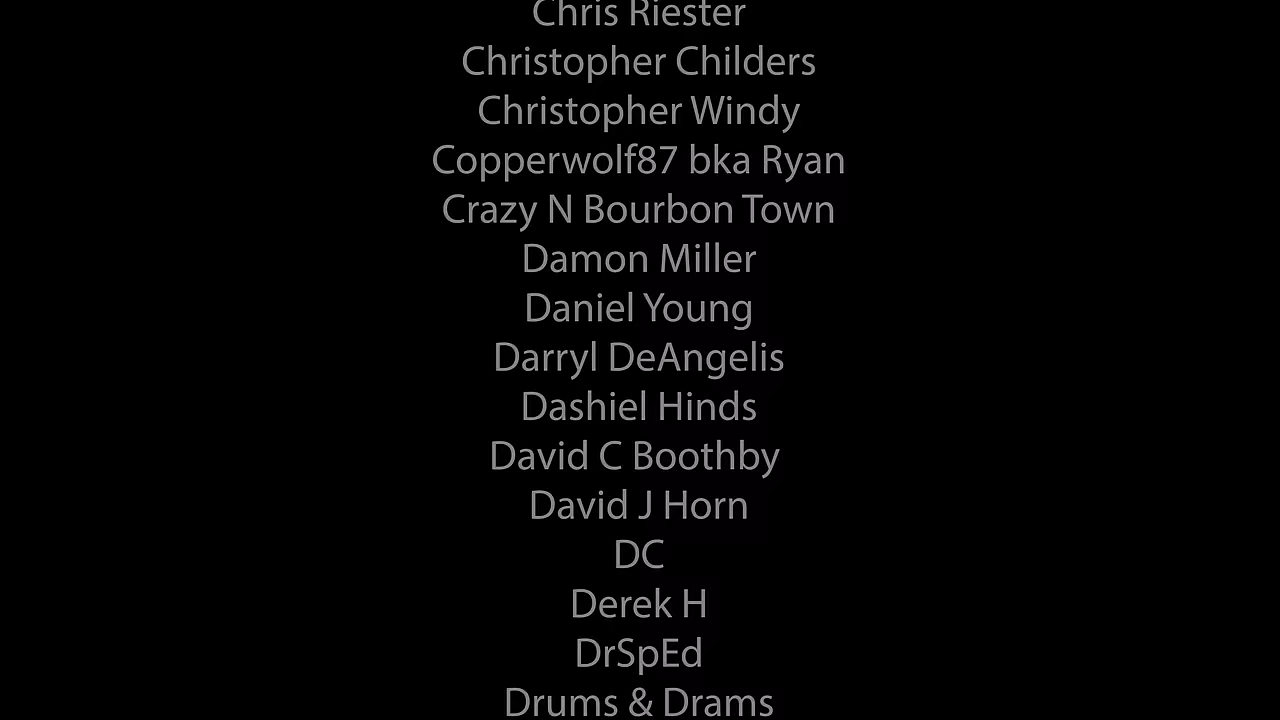 Chris Riester
Christopher Childers
Christopher Windy
Copperwolf87 bka Ryan
Crazy N Bourbon Town
Damon Miller
Daniel Young
Darryl DeAngelis
Dashiel Hinds
David C Boothby
David J Horn
DC
Derek H
DrSpEd
Drums & Drams